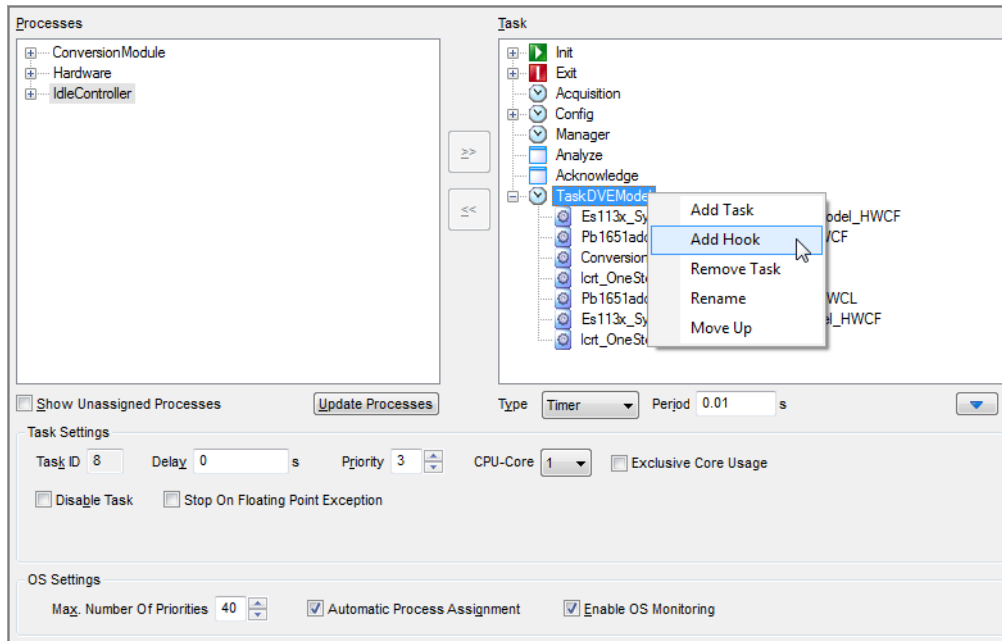 Processes
ConversionModule
Hardware
IdleController
>>
<<
Task
Init
Exit
Acquisition
Config
Manager
Analyze
Acknowledge
TaskDVEModel
Es113x_Sy odel_HWCF
Pb1651add WCF
Conversion
lcrt_OneSte
Pb1651add WCL
Es113x_Sy el_HWCF
lcrt_OneSte
Add Task
Add Hook
Remove Task
Rename
Move Up
Show Unassigned Processes
Update Processes
Type Timer Period 0.01 s
Task Settings
Task ID 8 Delay 0 s Priority 3 CPU-Core 1 Exclusive Core Usage
Disable Task Stop On Floating Point Exception
OS Settings
Max. Number Of Priorities 40 Automatic Process Assignment Enable OS Monitoring